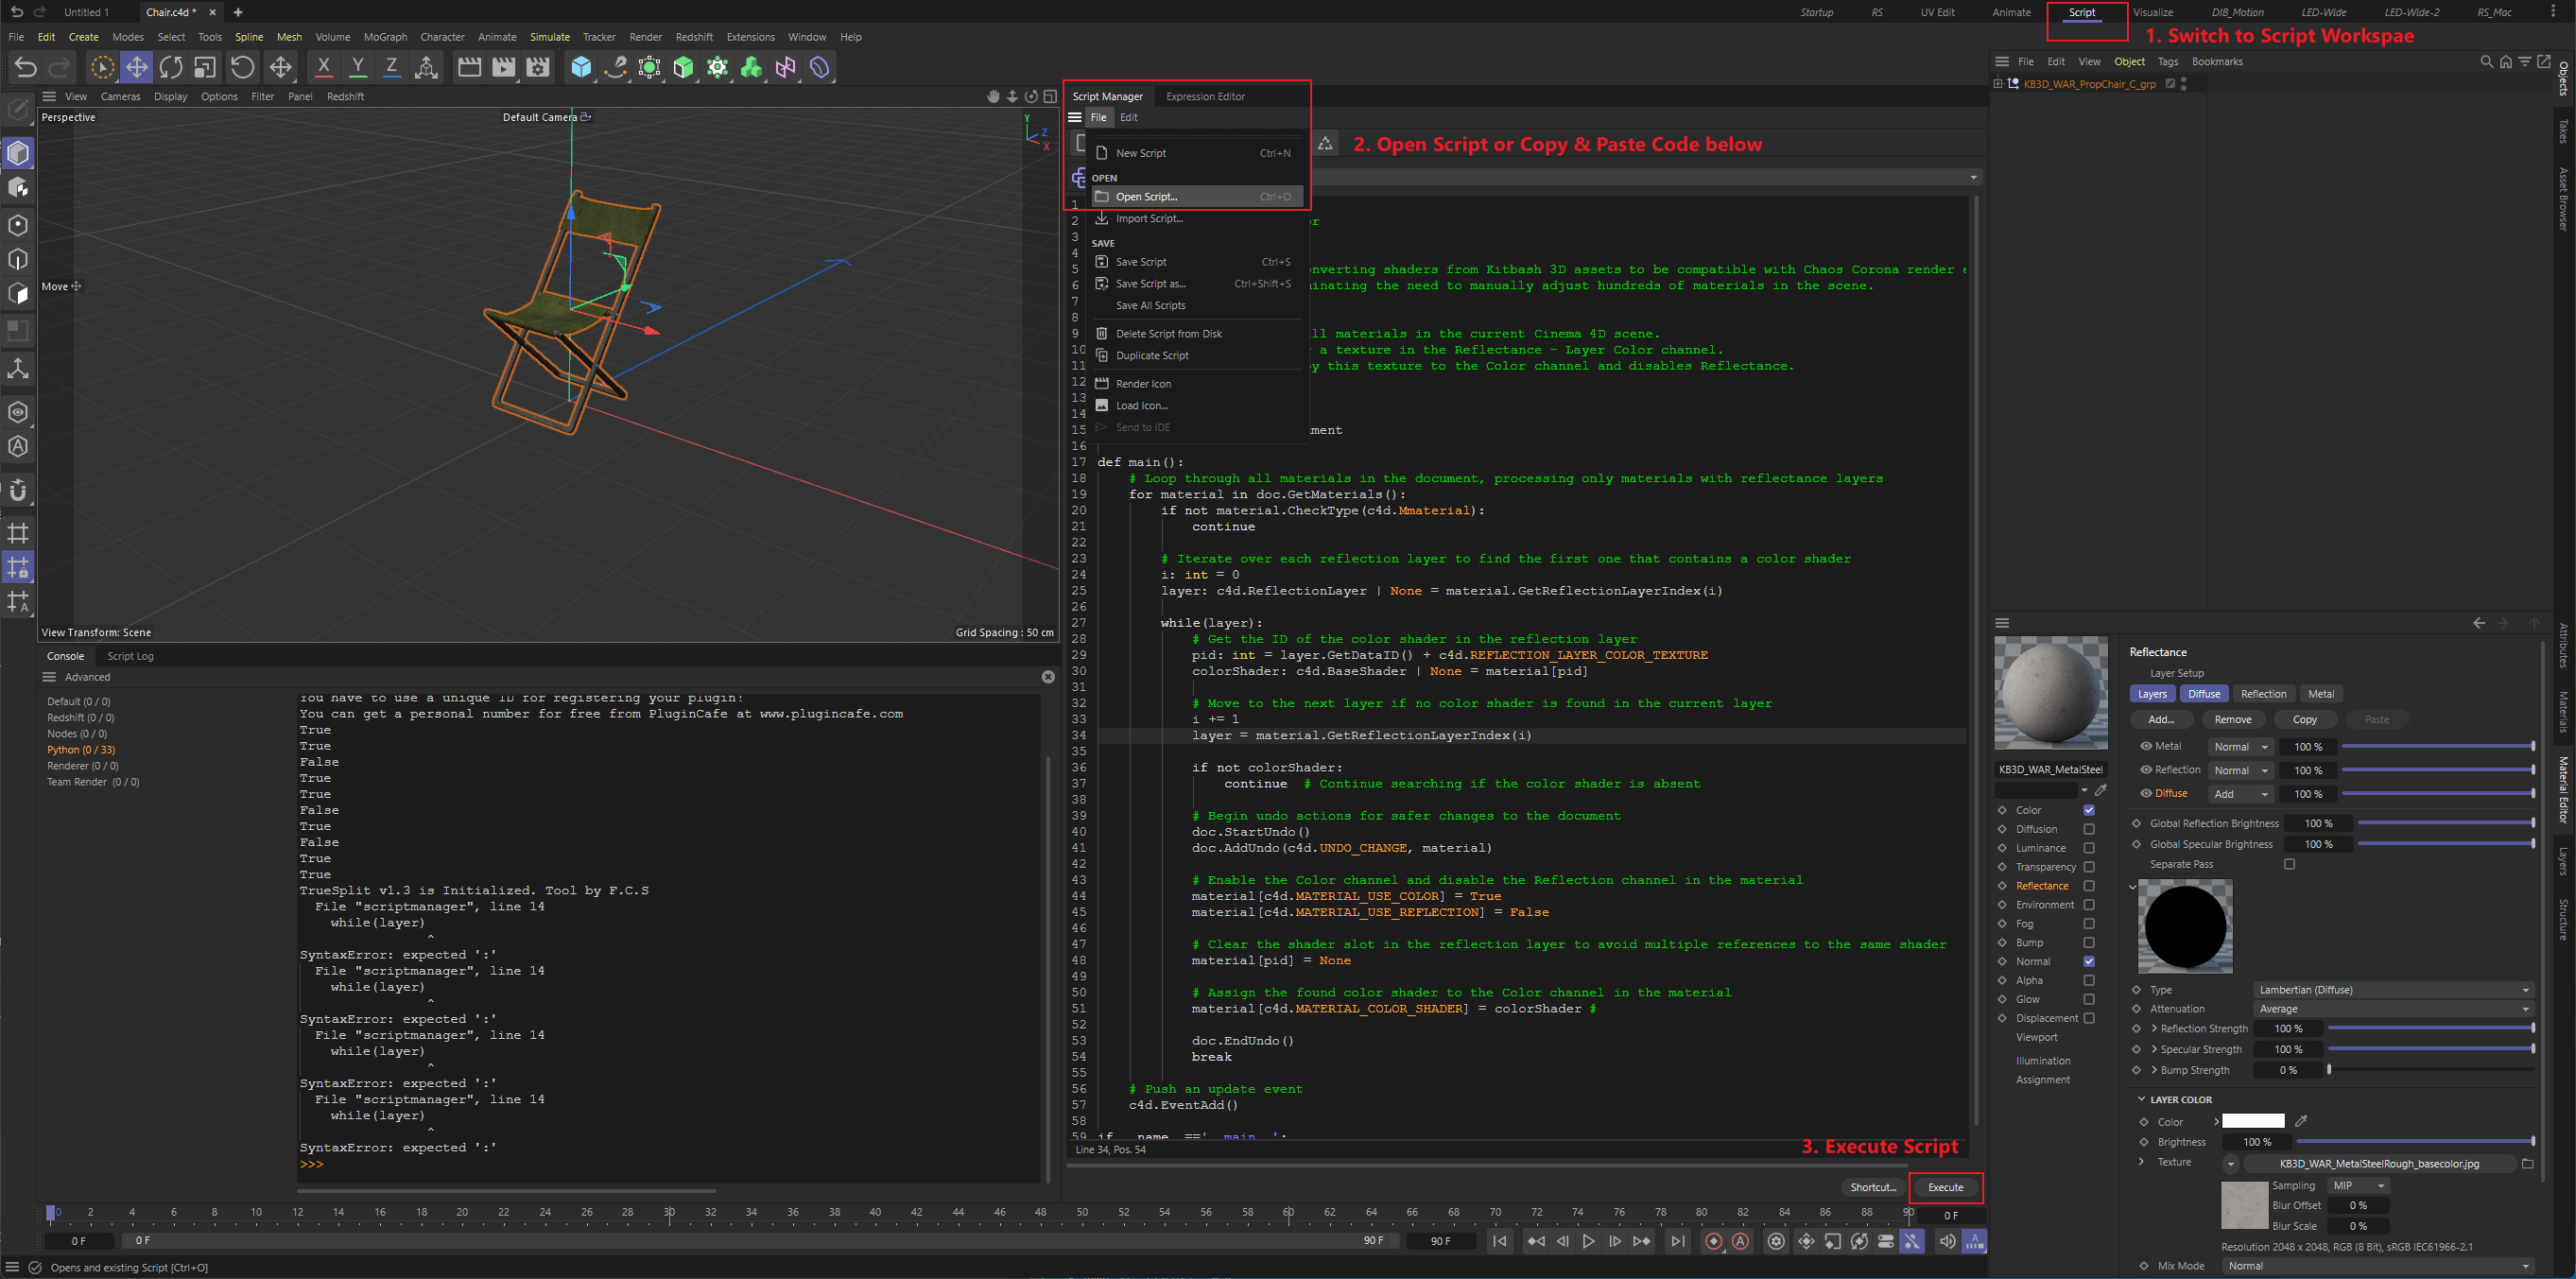 Untitled 1
Chair.c4d *
Startup RS UV Edit Animate Script Visualize DIB_Motion LED-Wide LED-Wide-2 RS_Mac
File Edit Create Modes Select Tools Spline Mesh Volume MoGraph Character Animate Simulate Tracker Render Redshift Extensions Window Help
1. Switch to Script Workspae
X Y Z
File Edit View Object Tags Bookmarks
KB3D_WAR_PropChair_C_grp
View Cameras Display Options Filter Panel Redshift
Perspective
Default Camera
Y
Z
X
Move
View Transform: Scene
Grid Spacing : 50 cm
Script Manager Expression Editor
File Edit
New Script Ctrl+N
OPEN
Open Script... Ctrl+O
Import Script...
SAVE
Save Script Ctrl+S
Save Script as... Ctrl+Shift+S
Save All Scripts
Delete Script from Disk
Duplicate Script
Render Icon
Load Icon...
Send to IDE
2. Open Script or Copy & Paste Code below
1
2 or
3
4
5 nverting shaders from Kitbash 3D assets to be compatible with Chaos Corona render e
6 minating the need to manually adjust hundreds of materials in the scene.
7
8
9 ll materials in the current Cinema 4D scene.
10 r a texture in the Reflectance - Layer Color channel.
11 y this texture to the Color channel and disables Reflectance.
12
13
14
15 ment
16
17 def main():
18 # Loop through all materials in the document, processing only materials with reflectance layers
19 for material in doc.GetMaterials():
20 if not material.CheckType(c4d.Mmaterial):
21 continue
22
23 # Iterate over each reflection layer to find the first one that contains a color shader
24 i: int = 0
25 layer: c4d.ReflectionLayer | None = material.GetReflectionLayerIndex(i)
26
27 while(layer):
28 # Get the ID of the color shader in the reflection layer
29 pid: int = layer.GetDataID() + c4d.REFLECTION_LAYER_COLOR_TEXTURE
30 colorShader: c4d.BaseShader | None = material[pid]
31
32 # Move to the next layer if no color shader is found in the current layer
33 i += 1
34 layer = material.GetReflectionLayerIndex(i)
35
36 if not colorShader:
37 continue # Continue searching if the color shader is absent
38
39 # Begin undo actions for safer changes to the document
40 doc.StartUndo()
41 doc.AddUndo(c4d.UNDO_CHANGE, material)
42
43 # Enable the Color channel and disable the Reflection channel in the material
44 material[c4d.MATERIAL_USE_COLOR] = True
45 material[c4d.MATERIAL_USE_REFLECTION] = False
46
47 # Clear the shader slot in the reflection layer to avoid multiple references to the same shader
48 material[pid] = None
49
50 # Assign the found color shader to the Color channel in the material
51 material[c4d.MATERIAL_COLOR_SHADER] = colorShader #
52
53 doc.EndUndo()
54 break
55
56 # Push an update event
57 c4d.EventAdd()
58
59 if __name__=='__main__':
Line 34, Pos. 54
3. Execute Script
Shortcut... Execute
Console Script Log
Advanced
Default (0 / 0)
Redshift (0 / 0)
Nodes (0 / 0)
Python (0 / 33)
Renderer (0 / 0)
Team Render (0 / 0)
You have to use a unique ID for registering your plugin!
You can get a personal number for free from PluginCafe at www.plugincafe.com
True
True
False
True
True
False
True
False
True
True
TrueSplit v1.3 is Initialized. Tool by F.C.S
File "scriptmanager", line 14
while(layer)
^
SyntaxError: expected ':'
File "scriptmanager", line 14
while(layer)
^
SyntaxError: expected ':'
File "scriptmanager", line 14
while(layer)
^
SyntaxError: expected ':'
File "scriptmanager", line 14
while(layer)
^
SyntaxError: expected ':'
>>>
KB3D_WAR_MetalSteel
Color
Diffusion
Luminance
Transparency
Reflectance
Environment
Fog
Bump
Normal
Alpha
Glow
Displacement
Viewport
Illumination
Assignment
Reflectance
Layer Setup
Layers Diffuse Reflection Metal
Add... Remove Copy Paste
Metal Normal 100 %
Reflection Normal 100 %
Diffuse Add 100 %
Global Reflection Brightness 100 %
Global Specular Brightness 100 %
Separate Pass
Type Lambertian (Diffuse)
Attenuation Average
Reflection Strength 100 %
Specular Strength 100 %
Bump Strength 0 %
LAYER COLOR
Color
Brightness 100 %
Texture KB3D_WAR_MetalSteelRough_basecolor.jpg
Sampling MIP
Blur Offset 0 %
Blur Scale 0 %
Resolution 2048 x 2048, RGB (8 Bit), sRGB IEC61966-2.1
Mix Mode Normal
Objects
Takes
Asset Browser
Attributes
Materials
Material Editor
Layers
Structure
0 2 4 6 8 10 12 14 16 18 20 22 24 26 28 30 32 34 36 38 40 42 44 46 48 50 52 54 56 58 60 62 64 66 68 70 72 74 76 78 80 82 84 86 88 90 0 F
0 F 0 F 90 F 90 F
Opens and existing Script [Ctrl+O]